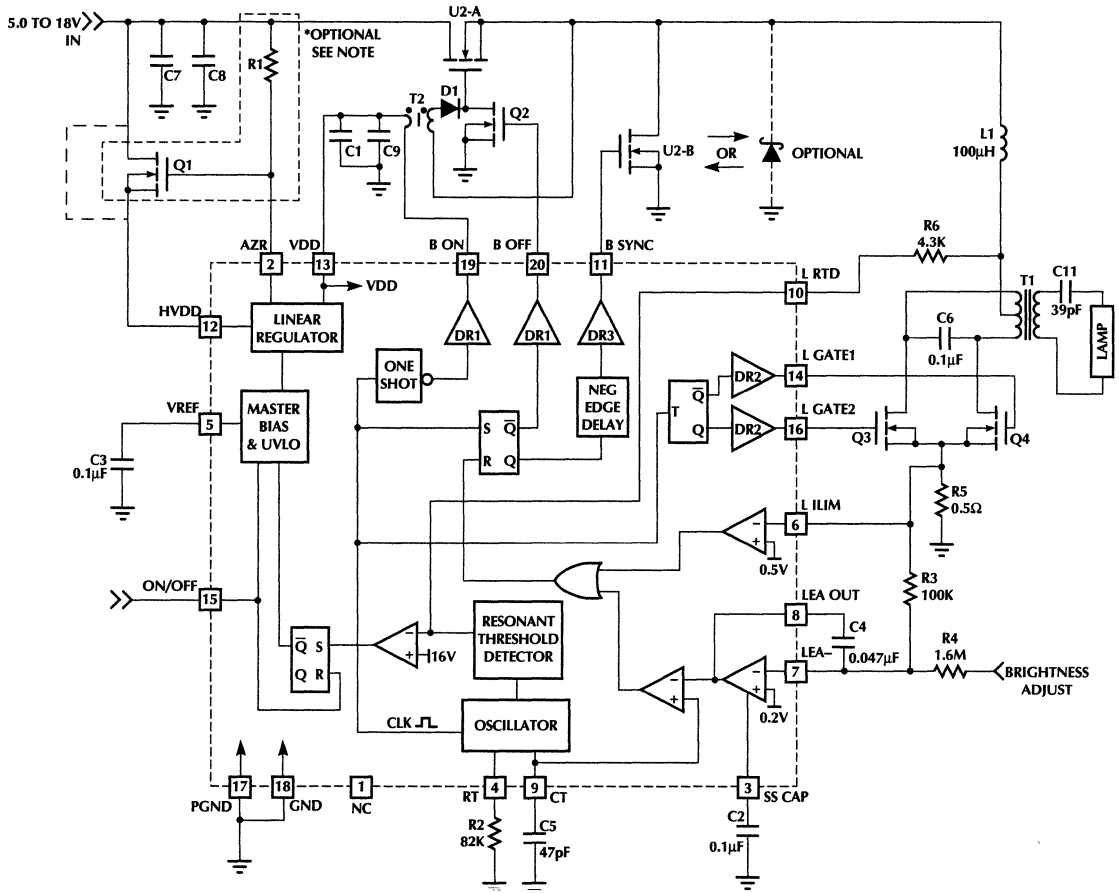 5.0 TO 18V
IN
U2-A
*OPTIONAL
SEE NOTE
R1
C7
C8
T2
D1
Q2
C1
C9
U2-B
OR
OPTIONAL
L1
100µH
Q1
R6
4.3K
AZR
VDD
B ON
B OFF
B SYNC
2
13
19
20
11
L RTD
10
VDD
T1
C11
39pF
LAMP
HVDD
12
LINEAR
REGULATOR
DR1
DR1
DR3
C6
0.1µF
ONE
SHOT
NEG
EDGE
DELAY
L GATE1
DR2
14
T
Q
Q
L GATE2
DR2
16
Q3
Q4
VREF
5
MASTER
BIAS
& UVLO
S
Q
R
Q
C3
0.1µF
R5
0.5Ω
L ILIM
6
–
+
0.5V
ON/OFF
15
R3
100K
LEA OUT
8
C4
0.047µF
RESONANT
THRESHOLD
DETECTOR
Q S
Q R
–
+
16V
R4
1.6M
LEA–
7
BRIGHTNESS
ADJUST
–
+
–
+
0.2V
CLK
OSCILLATOR
17
18
1
4
9
3
PGND
GND
NC
RT
CT
SS CAP
R2
82K
C5
47pF
C2
0.1µF